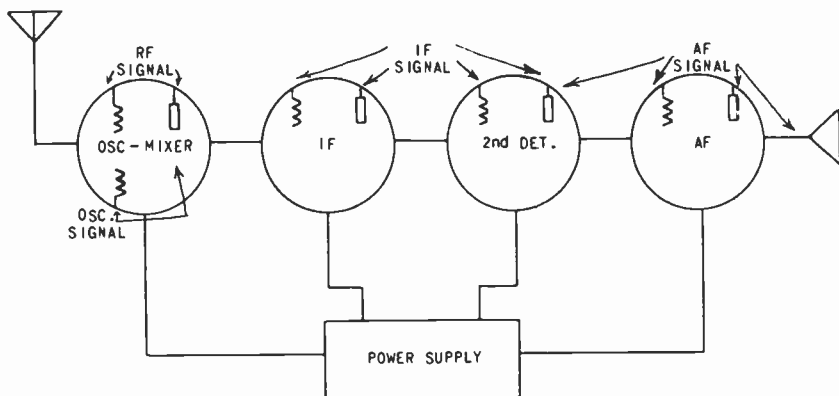 RF
SIGNAL
IF
SIGNAL
AF
SIGNAL
OSC-MIXER
IF
2nd DET.
AF
OSC.
SIGNAL
POWER SUPPLY